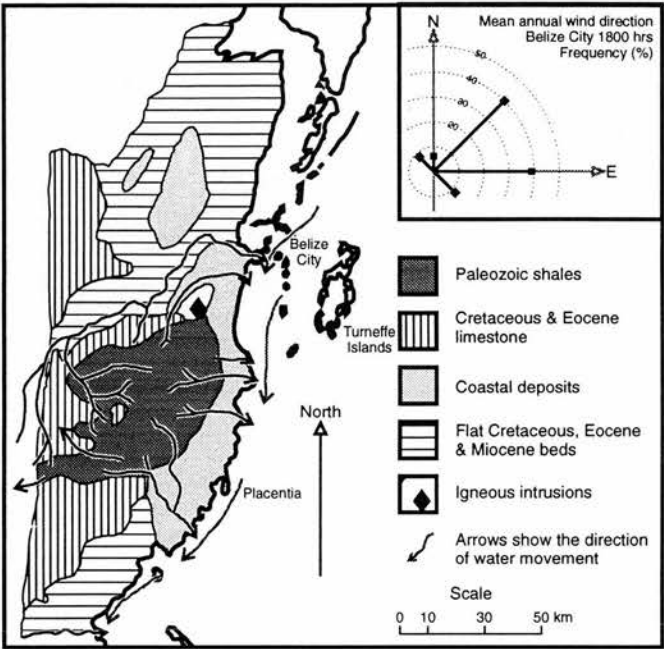 N
Mean annual wind direction
Belize City 1800 hrs
Frequency (%)
50
40
30
20
E
Belize
City
Turneffe
Islands
North
Placentia
Paleozoic shales
Cretaceous & Eocene
limestone
Coastal deposits
Flat Cretaceous, Eocene
& Miocene beds
Igneous intrusions
Arrows show the direction
of water movement
Scale
0 10 30 50 km